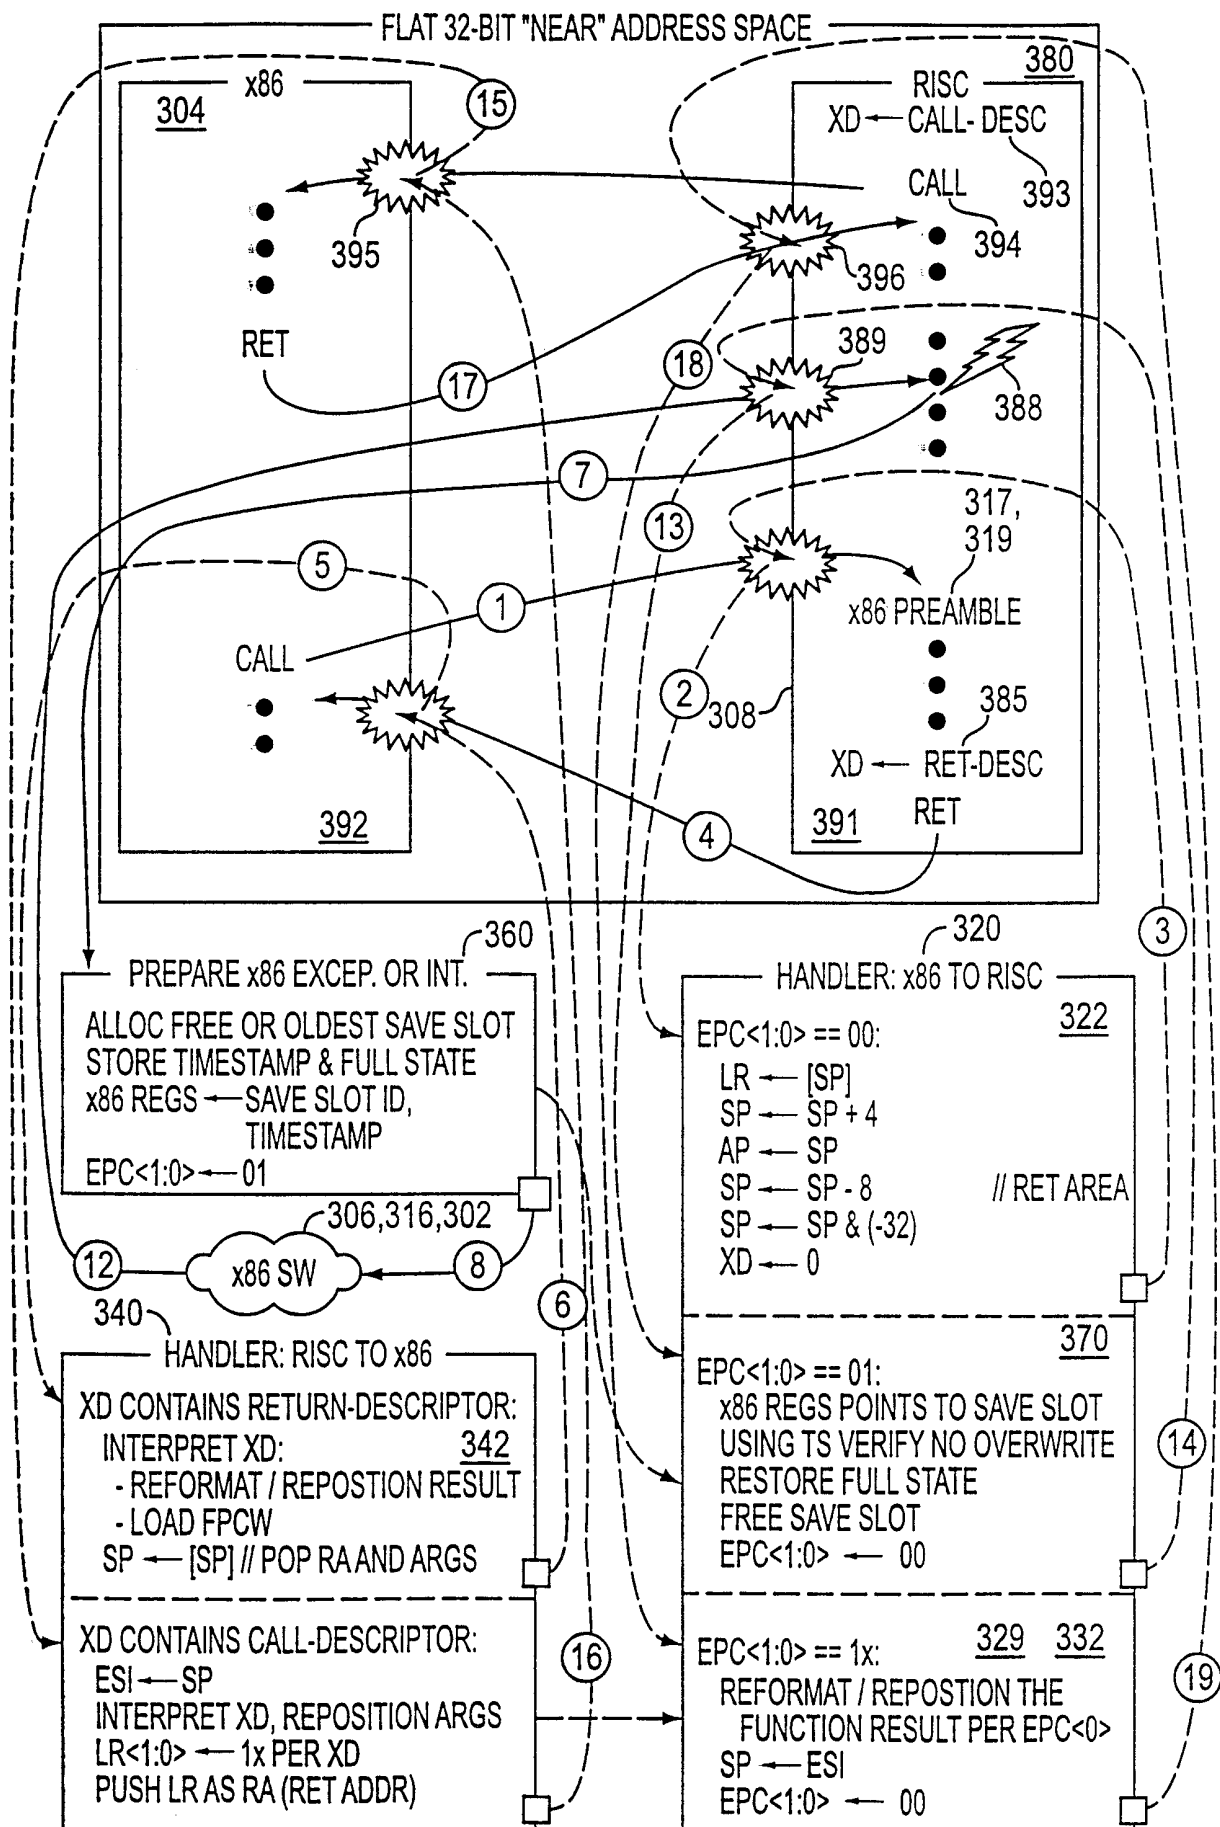 FLAT 32-BIT "NEAR" ADDRESS SPACE
380
x86
304
15
RISC
XD ← CALL- DESC
393
CALL
394
395
396
RET
17
18
389
388
7
13
317,
319
5
1
x86 PREAMBLE
CALL
2
308
385
XD ← RET-DESC
RET
392
4
391
3
360
PREPARE x86 EXCEP. OR INT.
ALLOC FREE OR OLDEST SAVE SLOT
STORE TIMESTAMP & FULL STATE
x86 REGS ← SAVE SLOT ID,
TIMESTAMP
EPC<1:0> ← 01
306,316,302
12
x86 SW
8
6
320
HANDLER: x86 TO RISC
322
EPC<1:0> == 00:
LR ← [SP]
SP ← SP + 4
AP ← SP
SP ← SP - 8 // RET AREA
SP ← SP & (-32)
XD ← 0
370
EPC<1:0> == 01:
x86 REGS POINTS TO SAVE SLOT
USING TS VERIFY NO OVERWRITE
RESTORE FULL STATE
FREE SAVE SLOT
EPC<1:0> ← 00
14
340
HANDLER: RISC TO x86
XD CONTAINS RETURN-DESCRIPTOR:
INTERPRET XD: 342
- REFORMAT / REPOSTION RESULT
- LOAD FPCW
SP ← [SP] // POP RA AND ARGS
XD CONTAINS CALL-DESCRIPTOR:
ESI ← SP
INTERPRET XD, REPOSITION ARGS
LR<1:0> ← 1x PER XD
PUSH LR AS RA (RET ADDR)
16
329 332
EPC<1:0> == 1x:
REFORMAT / REPOSTION THE
FUNCTION RESULT PER EPC<0>
SP ← ESI
EPC<1:0> ← 00
19